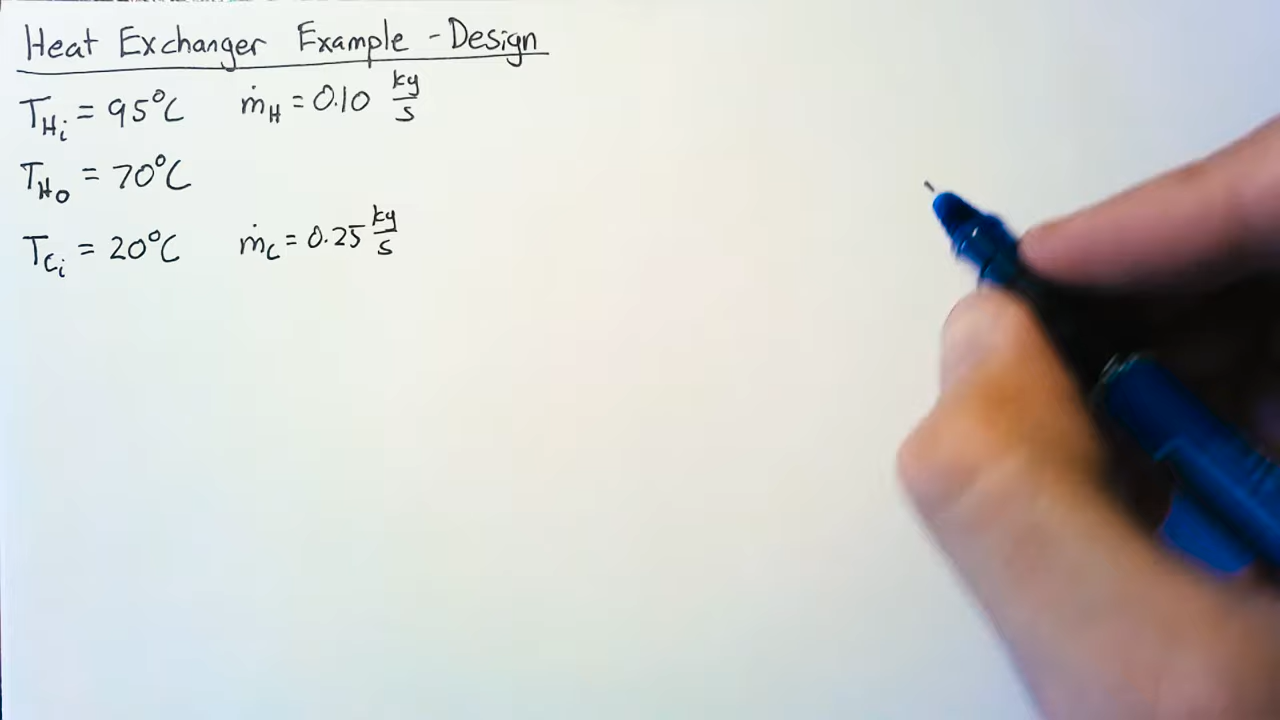 Heat Exchanger Example - Design
T_Hi = 95°C ṁ_H = 0.10 kg/s
T_Ho = 70°C
T_Ci = 20°C ṁ_C = 0.25 kg/s